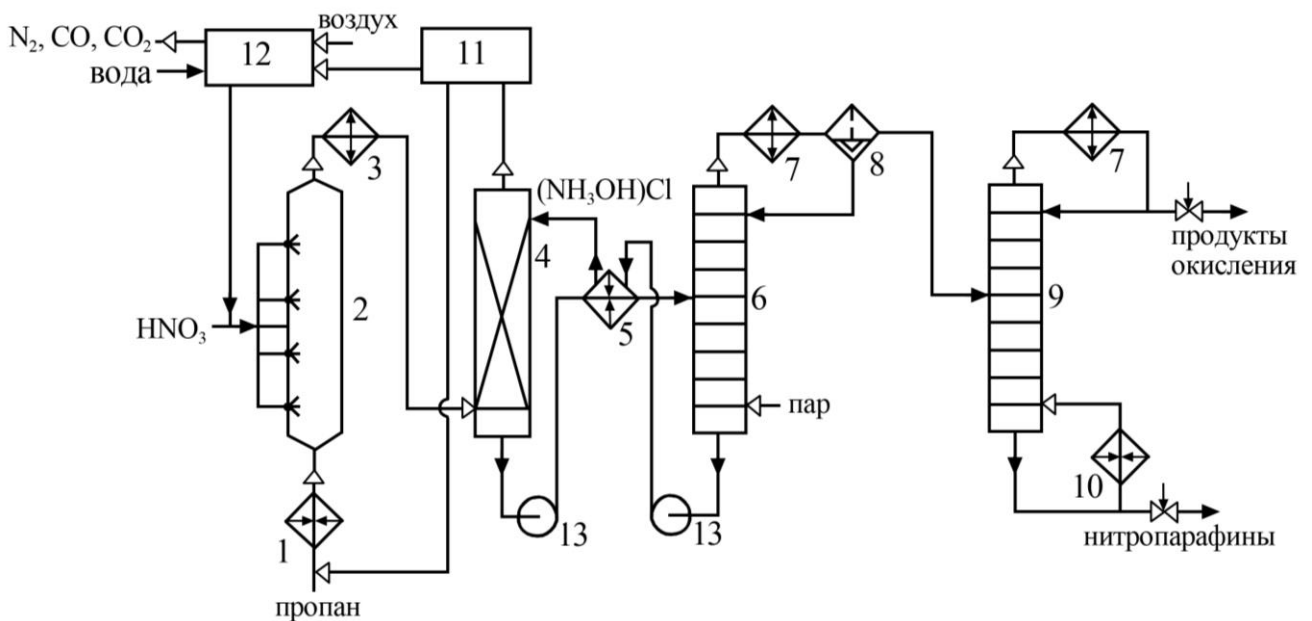 воздух
N₂, CO, CO₂
12
11
вода
3
7
8
7
(NH₃OH)Cl
4
продукты
окисления
2
5
6
9
HNO₃
пар
10
1
13
13
нитропарафины
пропан